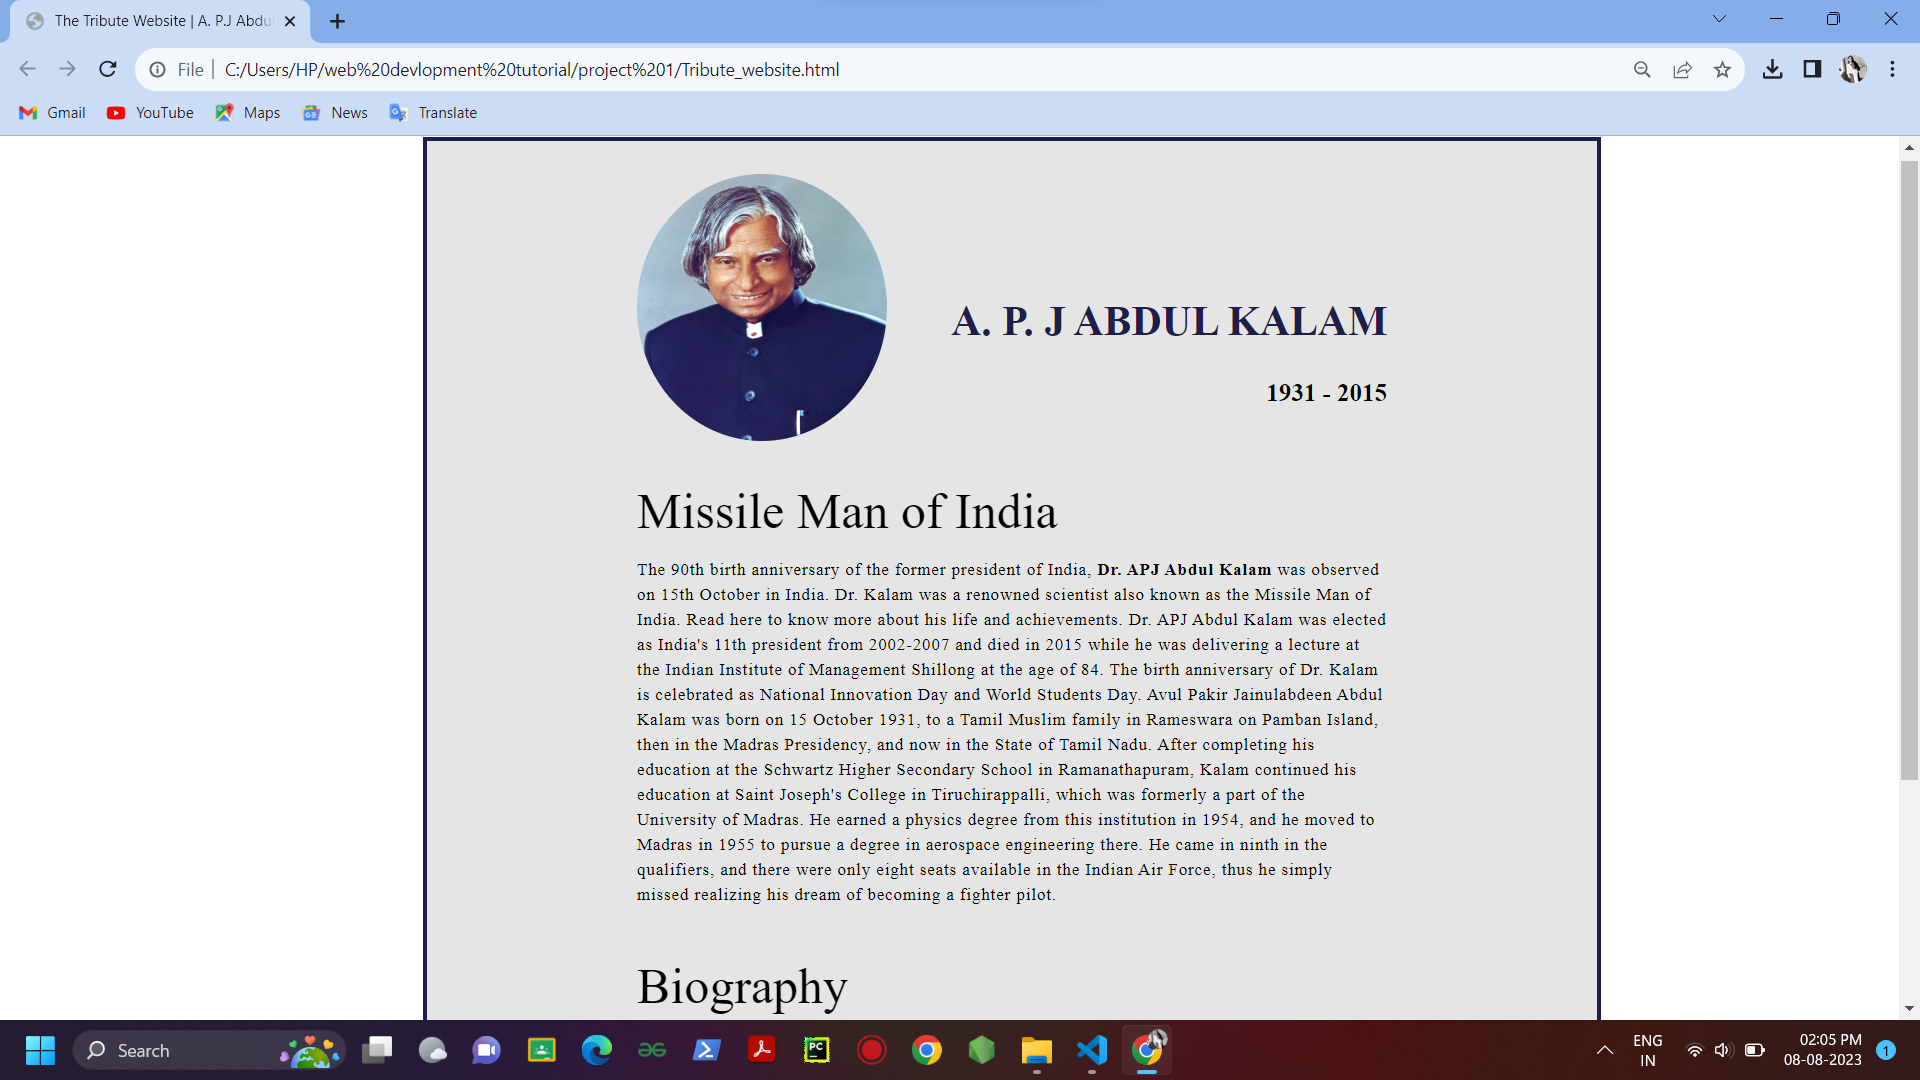 The Tribute Website | A. P.J Abdu
File
C:/Users/HP/web%20devlopment%20tutorial/project%201/Tribute_website.html
Gmail
YouTube
Maps
News
Translate
A. P. J ABDUL KALAM
1931 - 2015
Missile Man of India
The 90th birth anniversary of the former president of India, Dr. APJ Abdul Kalam was observed
on 15th October in India. Dr. Kalam was a renowned scientist also known as the Missile Man of
India. Read here to know more about his life and achievements. Dr. APJ Abdul Kalam was elected
as India's 11th president from 2002-2007 and died in 2015 while he was delivering a lecture at
the Indian Institute of Management Shillong at the age of 84. The birth anniversary of Dr. Kalam
is celebrated as National Innovation Day and World Students Day. Avul Pakir Jainulabdeen Abdul
Kalam was born on 15 October 1931, to a Tamil Muslim family in Rameswara on Pamban Island,
then in the Madras Presidency, and now in the State of Tamil Nadu. After completing his
education at the Schwartz Higher Secondary School in Ramanathapuram, Kalam continued his
education at Saint Joseph's College in Tiruchirappalli, which was formerly a part of the
University of Madras. He earned a physics degree from this institution in 1954, and he moved to
Madras in 1955 to pursue a degree in aerospace engineering there. He came in ninth in the
qualifiers, and there were only eight seats available in the Indian Air Force, thus he simply
missed realizing his dream of becoming a fighter pilot.
Biography
Search
PC
ENG
IN
02:05 PM
08-08-2023
1